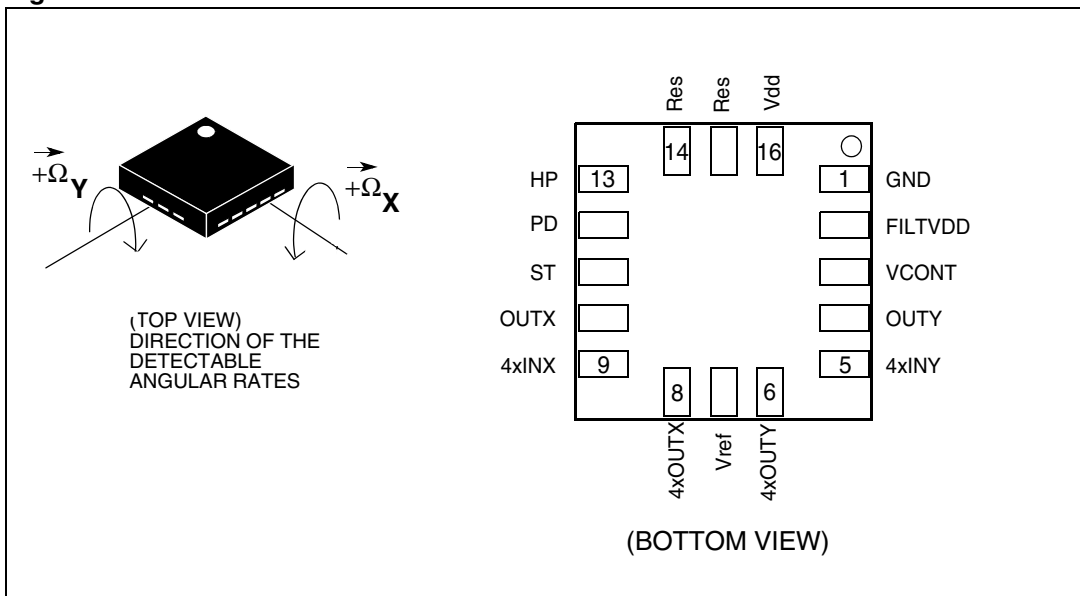 +Ω Y
+Ω X
(TOP VIEW)
DIRECTION OF THE
DETECTABLE
ANGULAR RATES
Res
Res
Vdd
14
16
HP
13
1
GND
PD
FILTVDD
ST
VCONT
OUTX
OUTY
4xINX
9
5
4xINY
8
6
4xOUTX
Vref
4xOUTY
(BOTTOM VIEW)